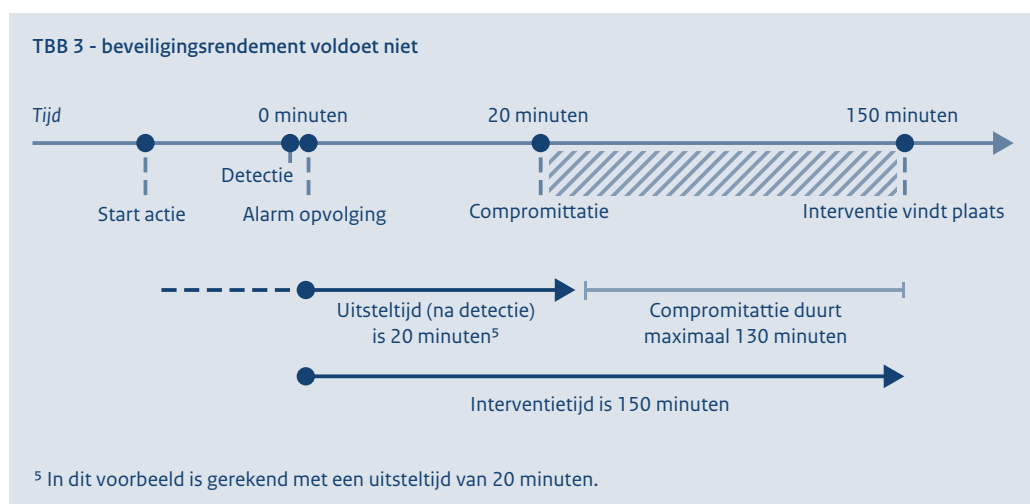 TBB 3 - beveiligingsrendement voldoet niet
Tijd
0 minuten
20 minuten
150 minuten
Detectie
Start actie
Alarm opvolging
Compromittatie
Interventie vindt plaats
Uitsteltijd (na detectie)
is 20 minuten⁵
Compromitattie duurt
maximaal 130 minuten
Interventietijd is 150 minuten
⁵ In dit voorbeeld is gerekend met een uitsteltijd van 20 minuten.